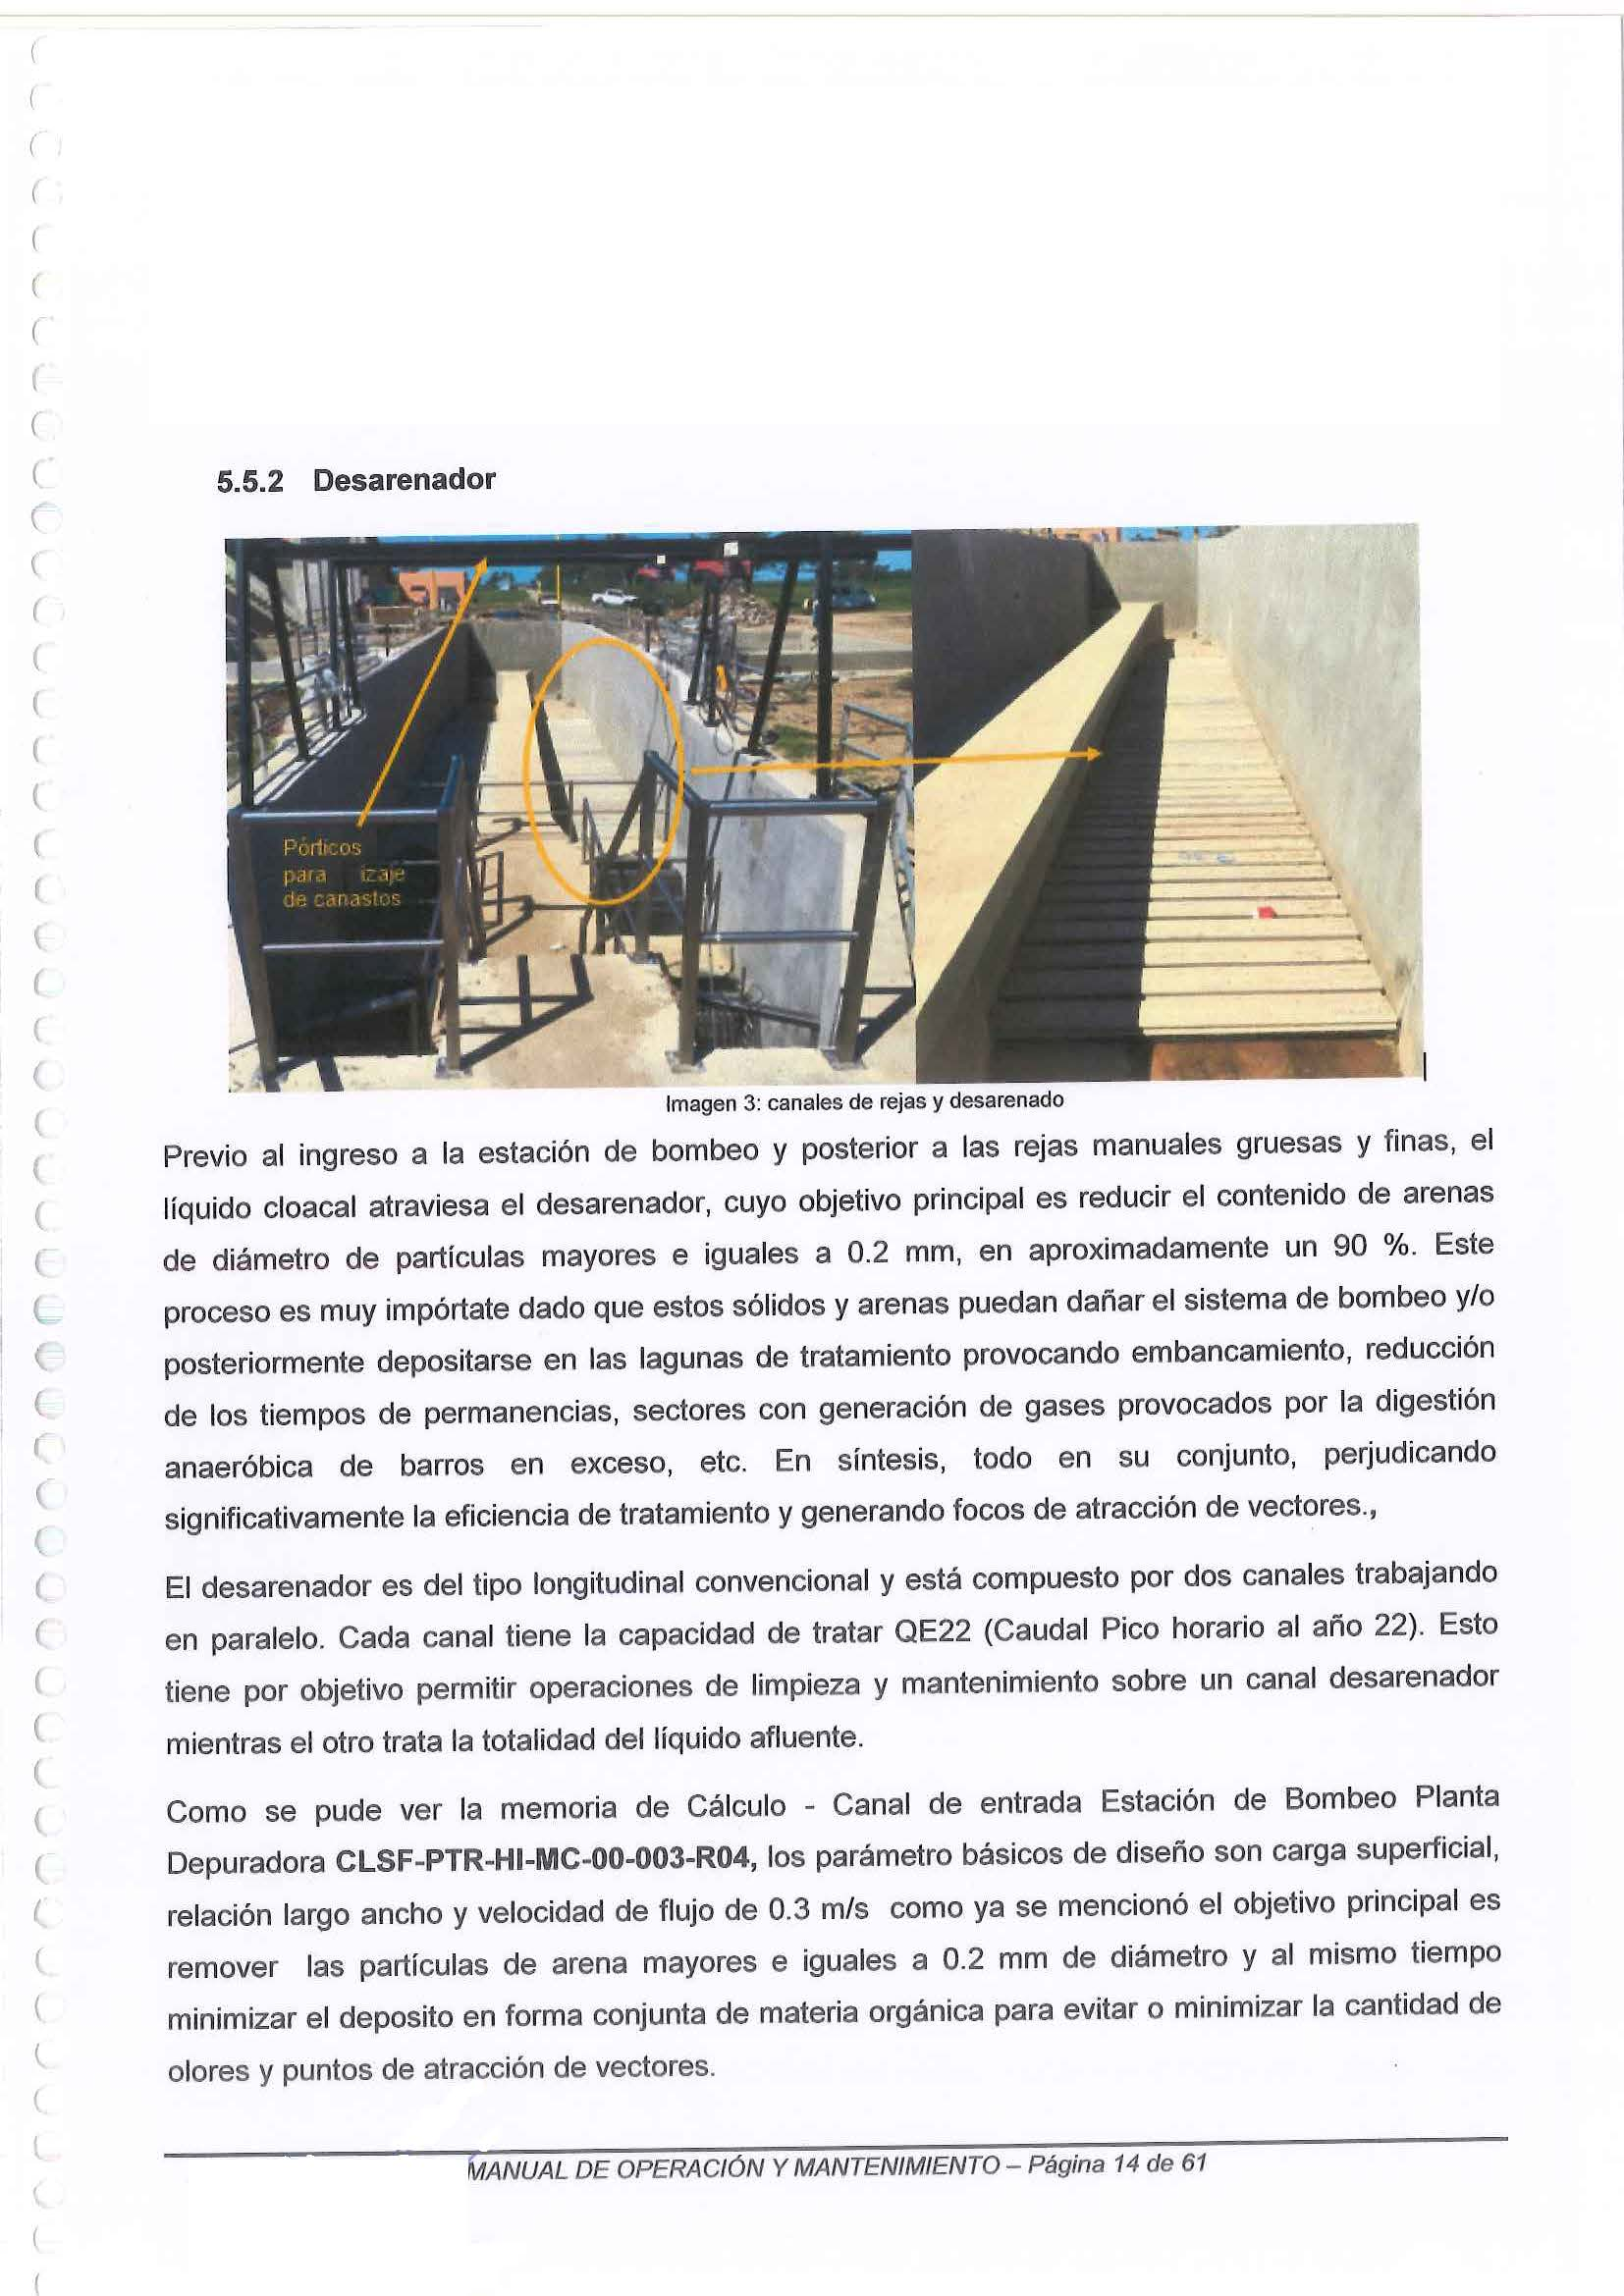 5.5.2 Desarenador
Pórticos
para izaje
de canastos
Imagen 3: canales de rejas y desarenado
Previo al ingreso a la estación de bombeo y posterior a las rejas manuales gruesas y finas, el
líquido cloacal atraviesa el desarenador, cuyo objetivo principal es reducir el contenido de arenas
de diámetro de partículas mayores e iguales a 0.2 mm, en aproximadamente un 90 %. Este
proceso es muy impórtate dado que estos sólidos y arenas puedan dañar el sistema de bombeo y/o
posteriormente depositarse en las lagunas de tratamiento provocando embancamiento, reducción
de los tiempos de permanencias, sectores con generación de gases provocados por la digestión
anaeróbica de barros en exceso, etc. En síntesis, todo en su conjunto, perjudicando
significativamente la eficiencia de tratamiento y generando focos de atracción de vectores.,
El desarenador es del tipo longitudinal convencional y está compuesto por dos canales trabajando
en paralelo. Cada canal tiene la capacidad de tratar QE22 (Caudal Pico horario al año 22). Esto
tiene por objetivo permitir operaciones de limpieza y mantenimiento sobre un canal desarenador
mientras el otro trata la totalidad del líquido afluente.
Como se pude ver la memoria de Cálculo - Canal de entrada Estación de Bombeo Planta
Depuradora CLSF-PTR-HI-MC-00-003-R04, los parámetro básicos de diseño son carga superficial,
relación largo ancho y velocidad de flujo de 0.3 m/s como ya se mencionó el objetivo principal es
remover las partículas de arena mayores e iguales a 0.2 mm de diámetro y al mismo tiempo
minimizar el deposito en forma conjunta de materia orgánica para evitar o minimizar la cantidad de
olores y puntos de atracción de vectores.
MANUAL DE OPERACIÓN Y MANTENIMIENTO – Página 14 de 61